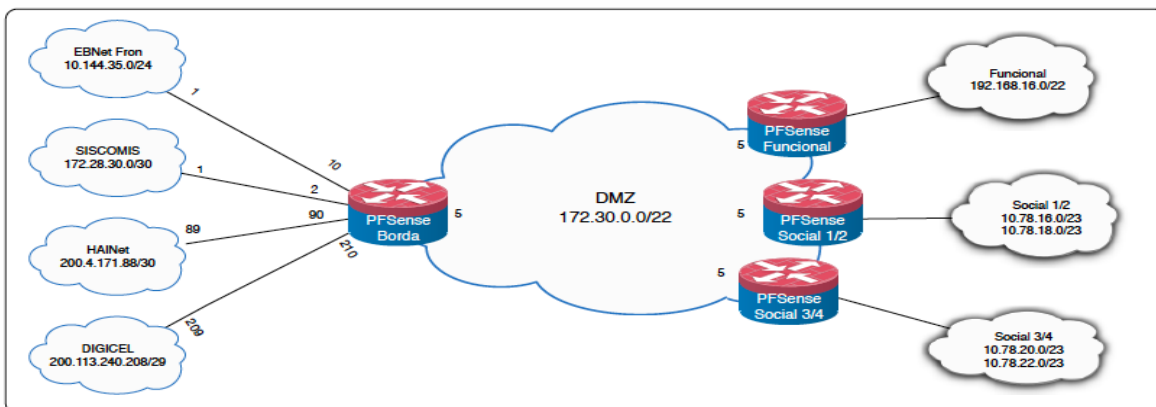 EBNet Fron
10.144.35.0/24
1
10
SISCOMIS
172.28.30.0/30
1
2
HAINet
200.4.171.88/30
89
90
DIGICEL
200.113.240.208/29
209
210
PFSense
Borda
5
DMZ
172.30.0.0/22
5
PFSense
Funcional
Funcional
192.168.16.0/22
5
PFSense
Social 1/2
Social 1/2
10.78.16.0/23
10.78.18.0/23
5
PFSense
Social 3/4
Social 3/4
10.78.20.0/23
10.78.22.0/23